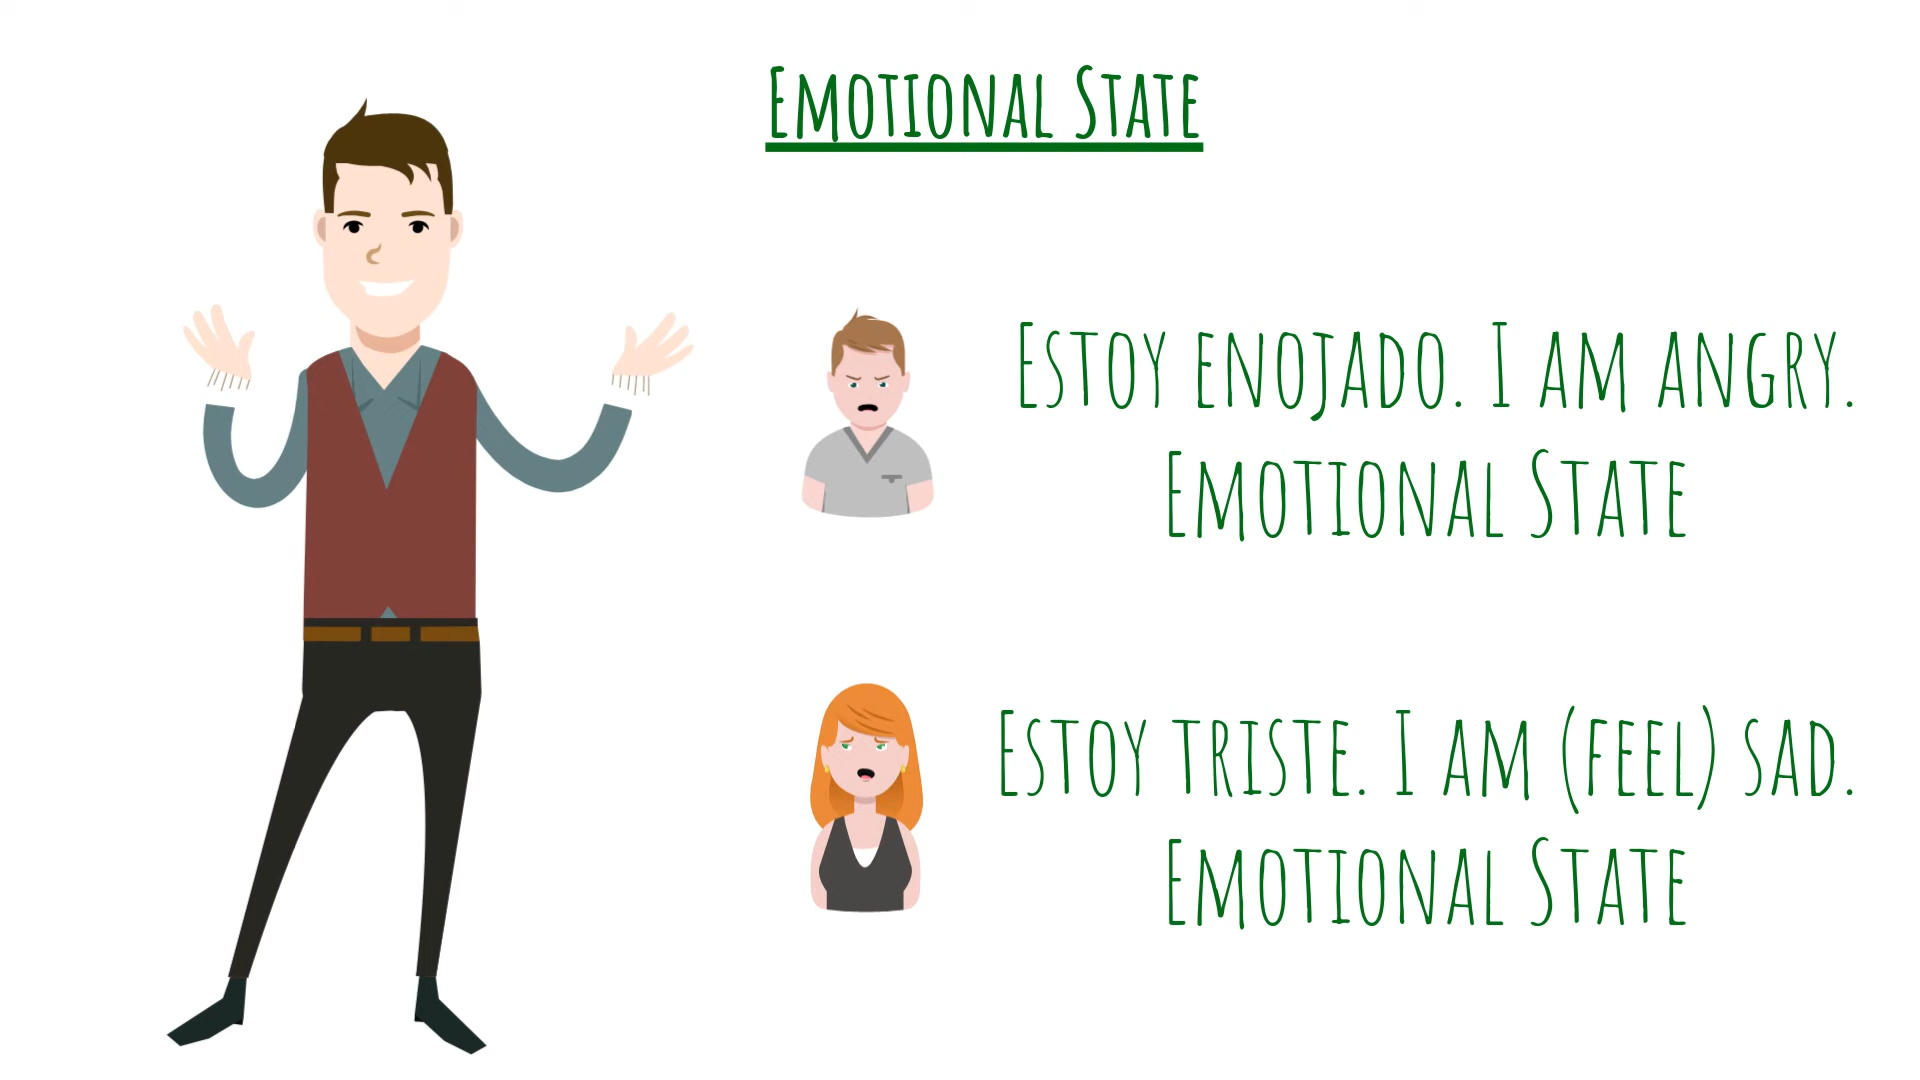 Emotional State
Estoy enojado. I am angry.
Emotional State
Estoy triste. I am (feel) sad.
Emotional State